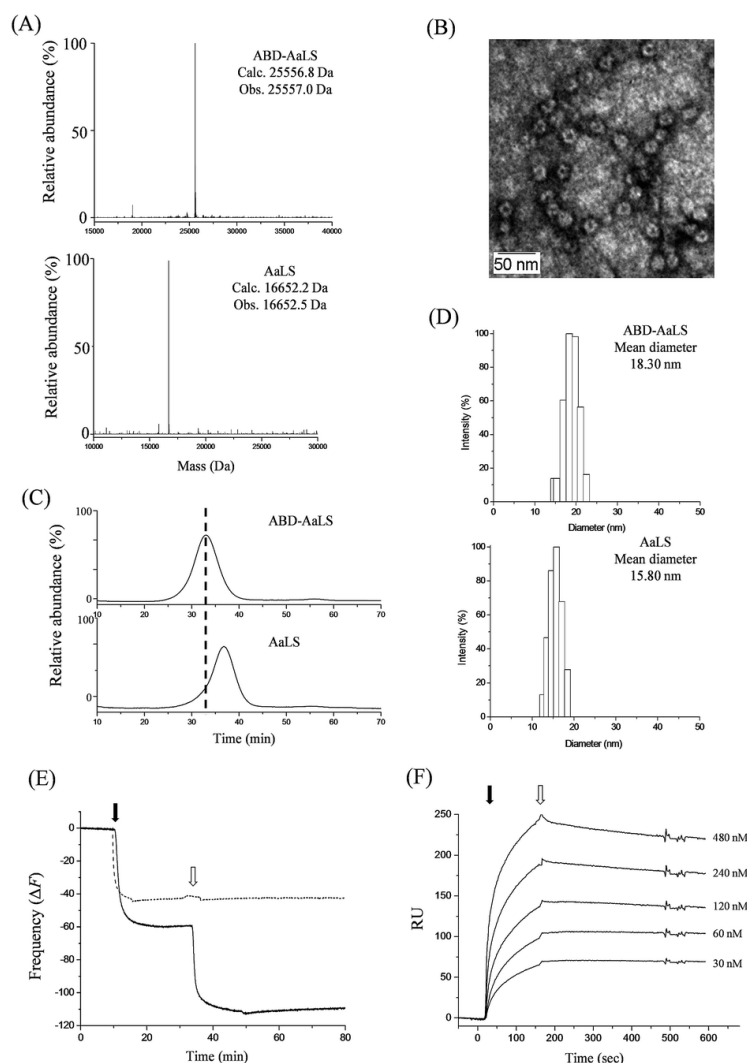 (A)
100
50
0
Relative abundance (%)
ABD-AaLS
Calc. 25556.8 Da
Obs. 25557.0 Da
15000 20000 25000 30000 35000 40000
100
50
0
Relative abundance (%)
AaLS
Calc. 16652.2 Da
Obs. 16652.5 Da
10000 15000 20000 25000 30000
Mass (Da)
(B)
50 nm
(C)
100
0
ABD-AaLS
10 20 30 40 50 60 70
Relative abundance (%)
100
0
AaLS
10 20 30 40 50 60 70
Time (min)
(D)
100
80
60
40
20
0
Intensity (%)
ABD-AaLS
Mean diameter
18.30 nm
0 10 20 30 40 50
Diameter (nm)
100
80
60
40
20
0
Intensity (%)
AaLS
Mean diameter
15.80 nm
0 10 20 30 40 50
Diameter (nm)
(E)
0
-20
-40
-60
-80
-100
-120
Frequency (ΔF)
0 20 40 60 80
Time (min)
(F)
250
200
150
100
50
0
RU
480 nM
240 nM
120 nM
60 nM
30 nM
0 100 200 300 400 500 600
Time (sec)